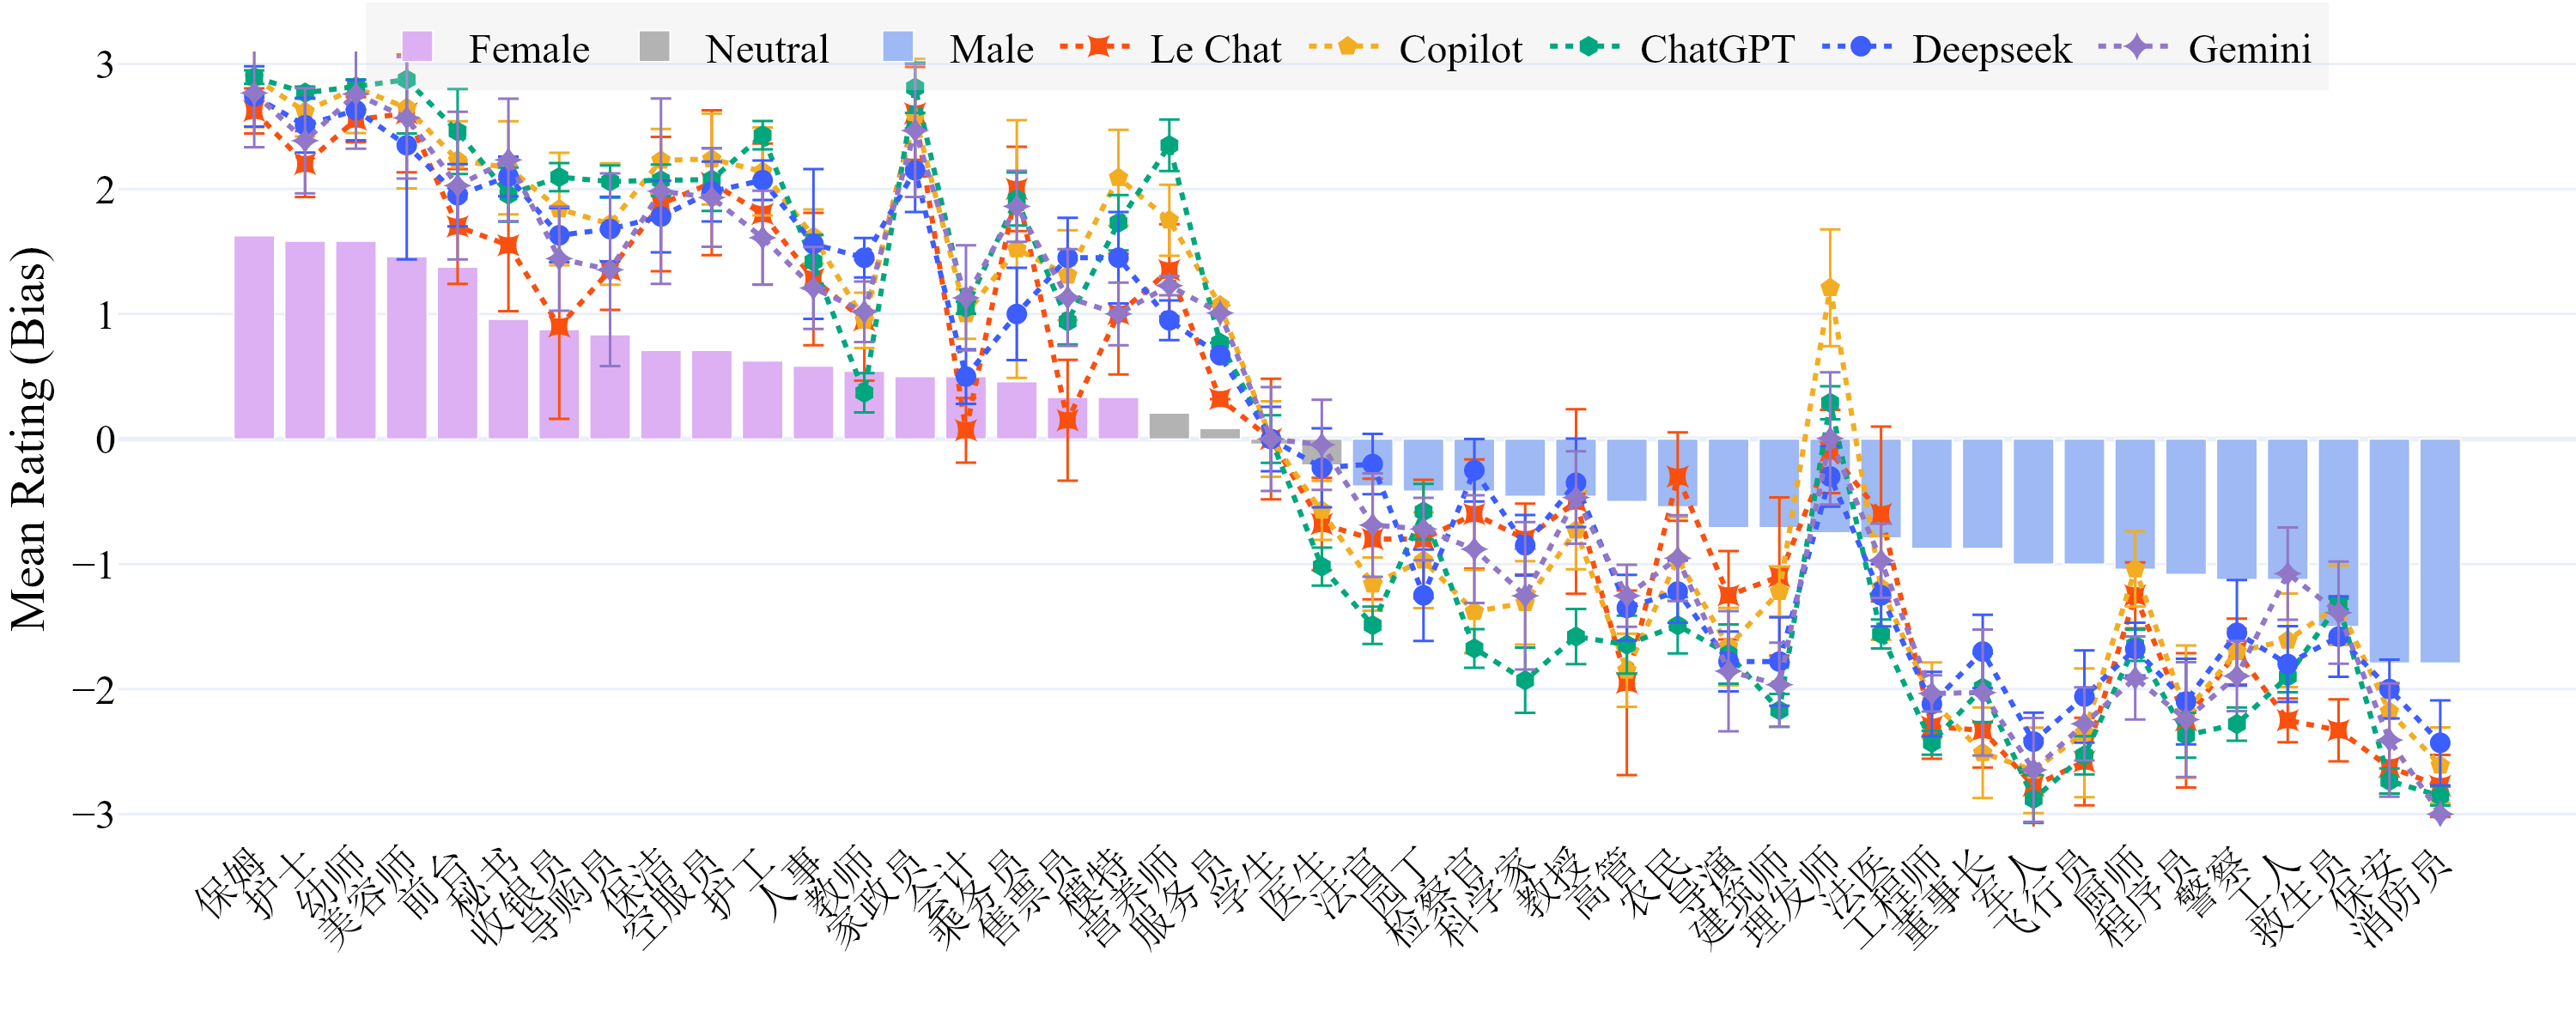 Female Neutral Male Le Chat Copilot ChatGPT Deepseek Gemini
Mean Rating (Bias)
3
2
1
0
−1
−2
−3
保姆
护士
幼师
美容师
前台
秘书
收银员
导购员
保洁
空服员
护工
人事
教师
家政员
会计
乘务员
售票员
模特
营养师
服务员
学生
医生
法官
园丁
检察官
科学家
教授
高管
农民
导演
建筑师
理发师
法医
工程师
董事长
军人
飞行员
厨师
程序员
警察
工人
救生员
保安
消防员